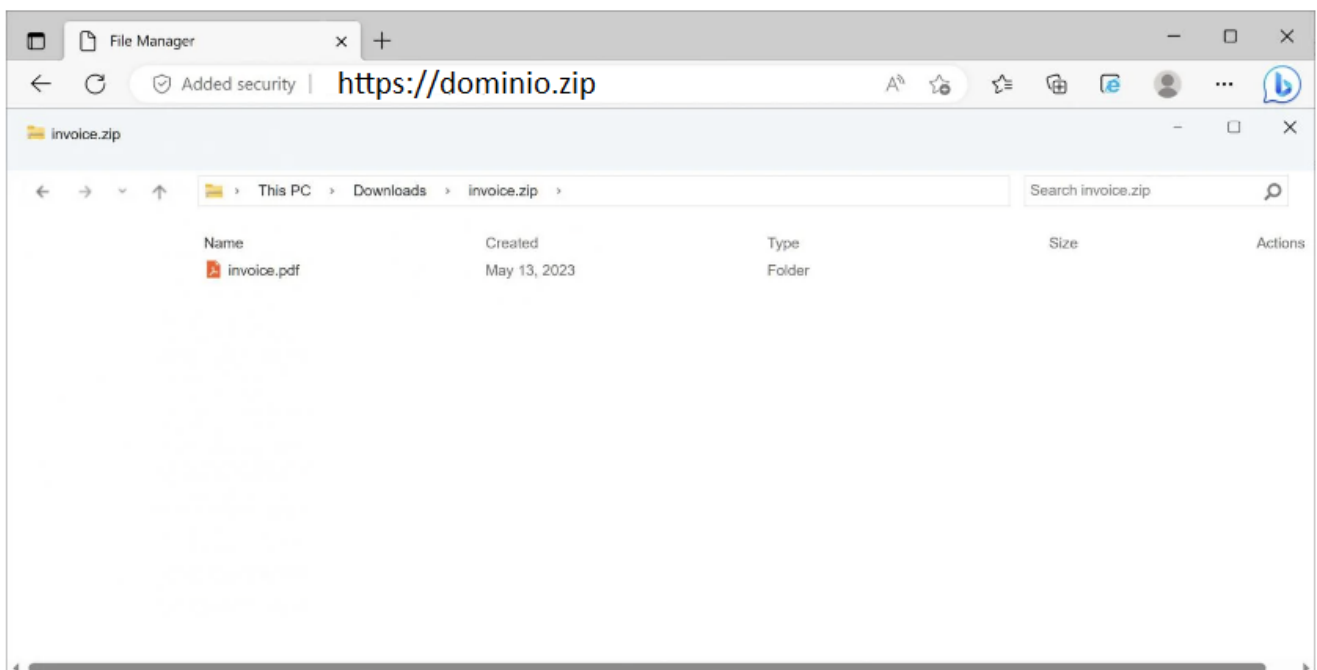 File Manager
Added security https://dominio.zip
invoice.zip
This PC > Downloads > invoice.zip > Search invoice.zip
Name Created Type Size Actions
invoice.pdf May 13, 2023 Folder